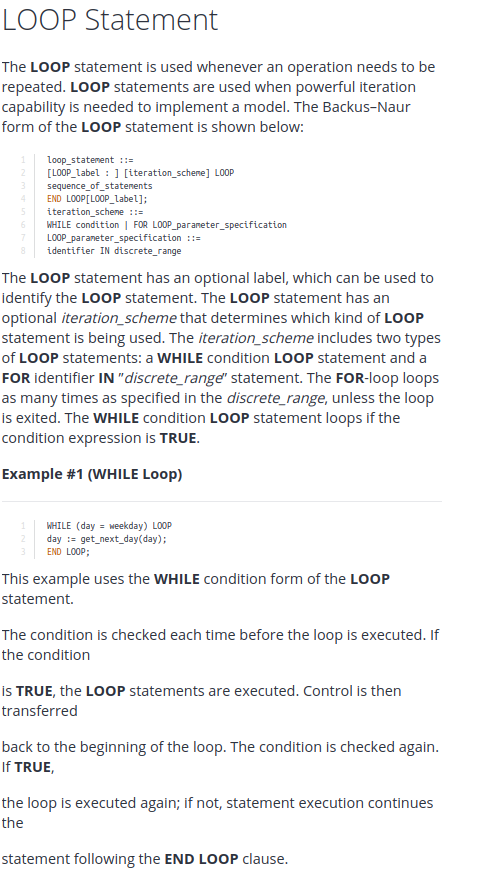 LOOP Statement
The LOOP statement is used whenever an operation needs to be
repeated. LOOP statements are used when powerful iteration
capability is needed to implement a model. The Backus–Naur
form of the LOOP statement is shown below:
1 loop_statement ::=
2 [LOOP_label : ] [iteration_scheme] LOOP
3 sequence_of_statements
4 END LOOP[LOOP_label];
5 iteration_scheme ::=
6 WHILE condition | FOR LOOP_parameter_specification
7 LOOP_parameter_specification ::=
8 identifier IN discrete_range
The LOOP statement has an optional label, which can be used to
identify the LOOP statement. The LOOP statement has an
optional iteration_scheme that determines which kind of LOOP
statement is being used. The iteration_scheme includes two types
of LOOP statements: a WHILE condition LOOP statement and a
FOR identifier IN "discrete_range" statement. The FOR-loop loops
as many times as specified in the discrete_range, unless the loop
is exited. The WHILE condition LOOP statement loops if the
condition expression is TRUE.
Example #1 (WHILE Loop)
1 WHILE (day = weekday) LOOP
2 day := get_next_day(day);
3 END LOOP;
This example uses the WHILE condition form of the LOOP
statement.
The condition is checked each time before the loop is executed. If
the condition
is TRUE, the LOOP statements are executed. Control is then
transferred
back to the beginning of the loop. The condition is checked again.
If TRUE,
the loop is executed again; if not, statement execution continues
the
statement following the END LOOP clause.